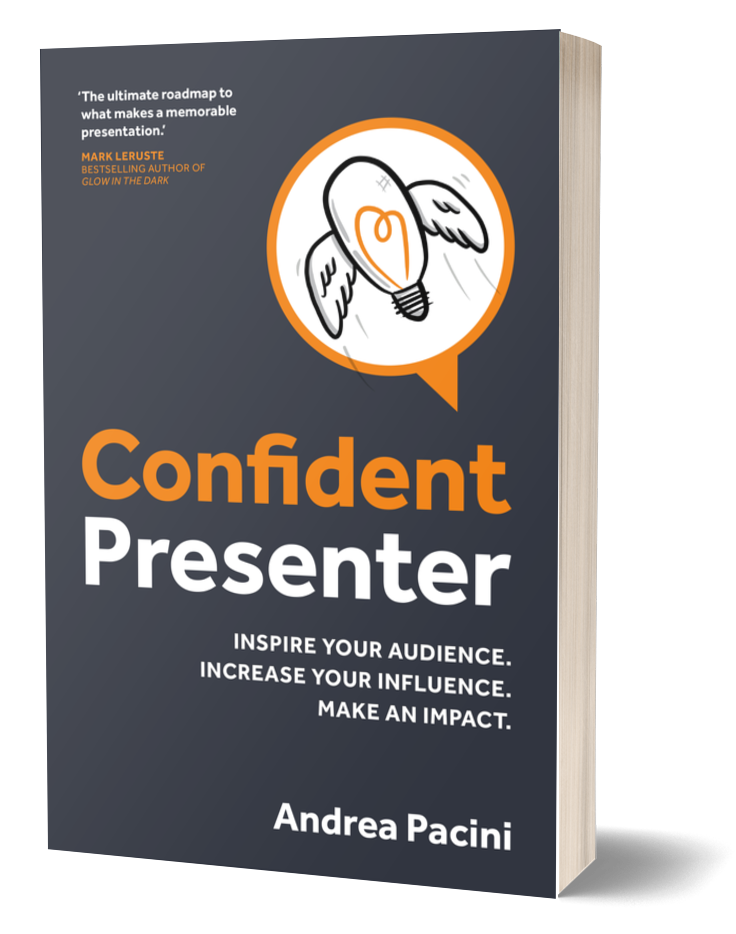 ‘The ultimate roadmap to
what makes a memorable
presentation.’
MARK LERUSTE
BESTSELLING AUTHOR OF
GLOW IN THE DARK
Confident
Presenter
INSPIRE YOUR AUDIENCE.
INCREASE YOUR INFLUENCE.
MAKE AN IMPACT.
Andrea Pacini